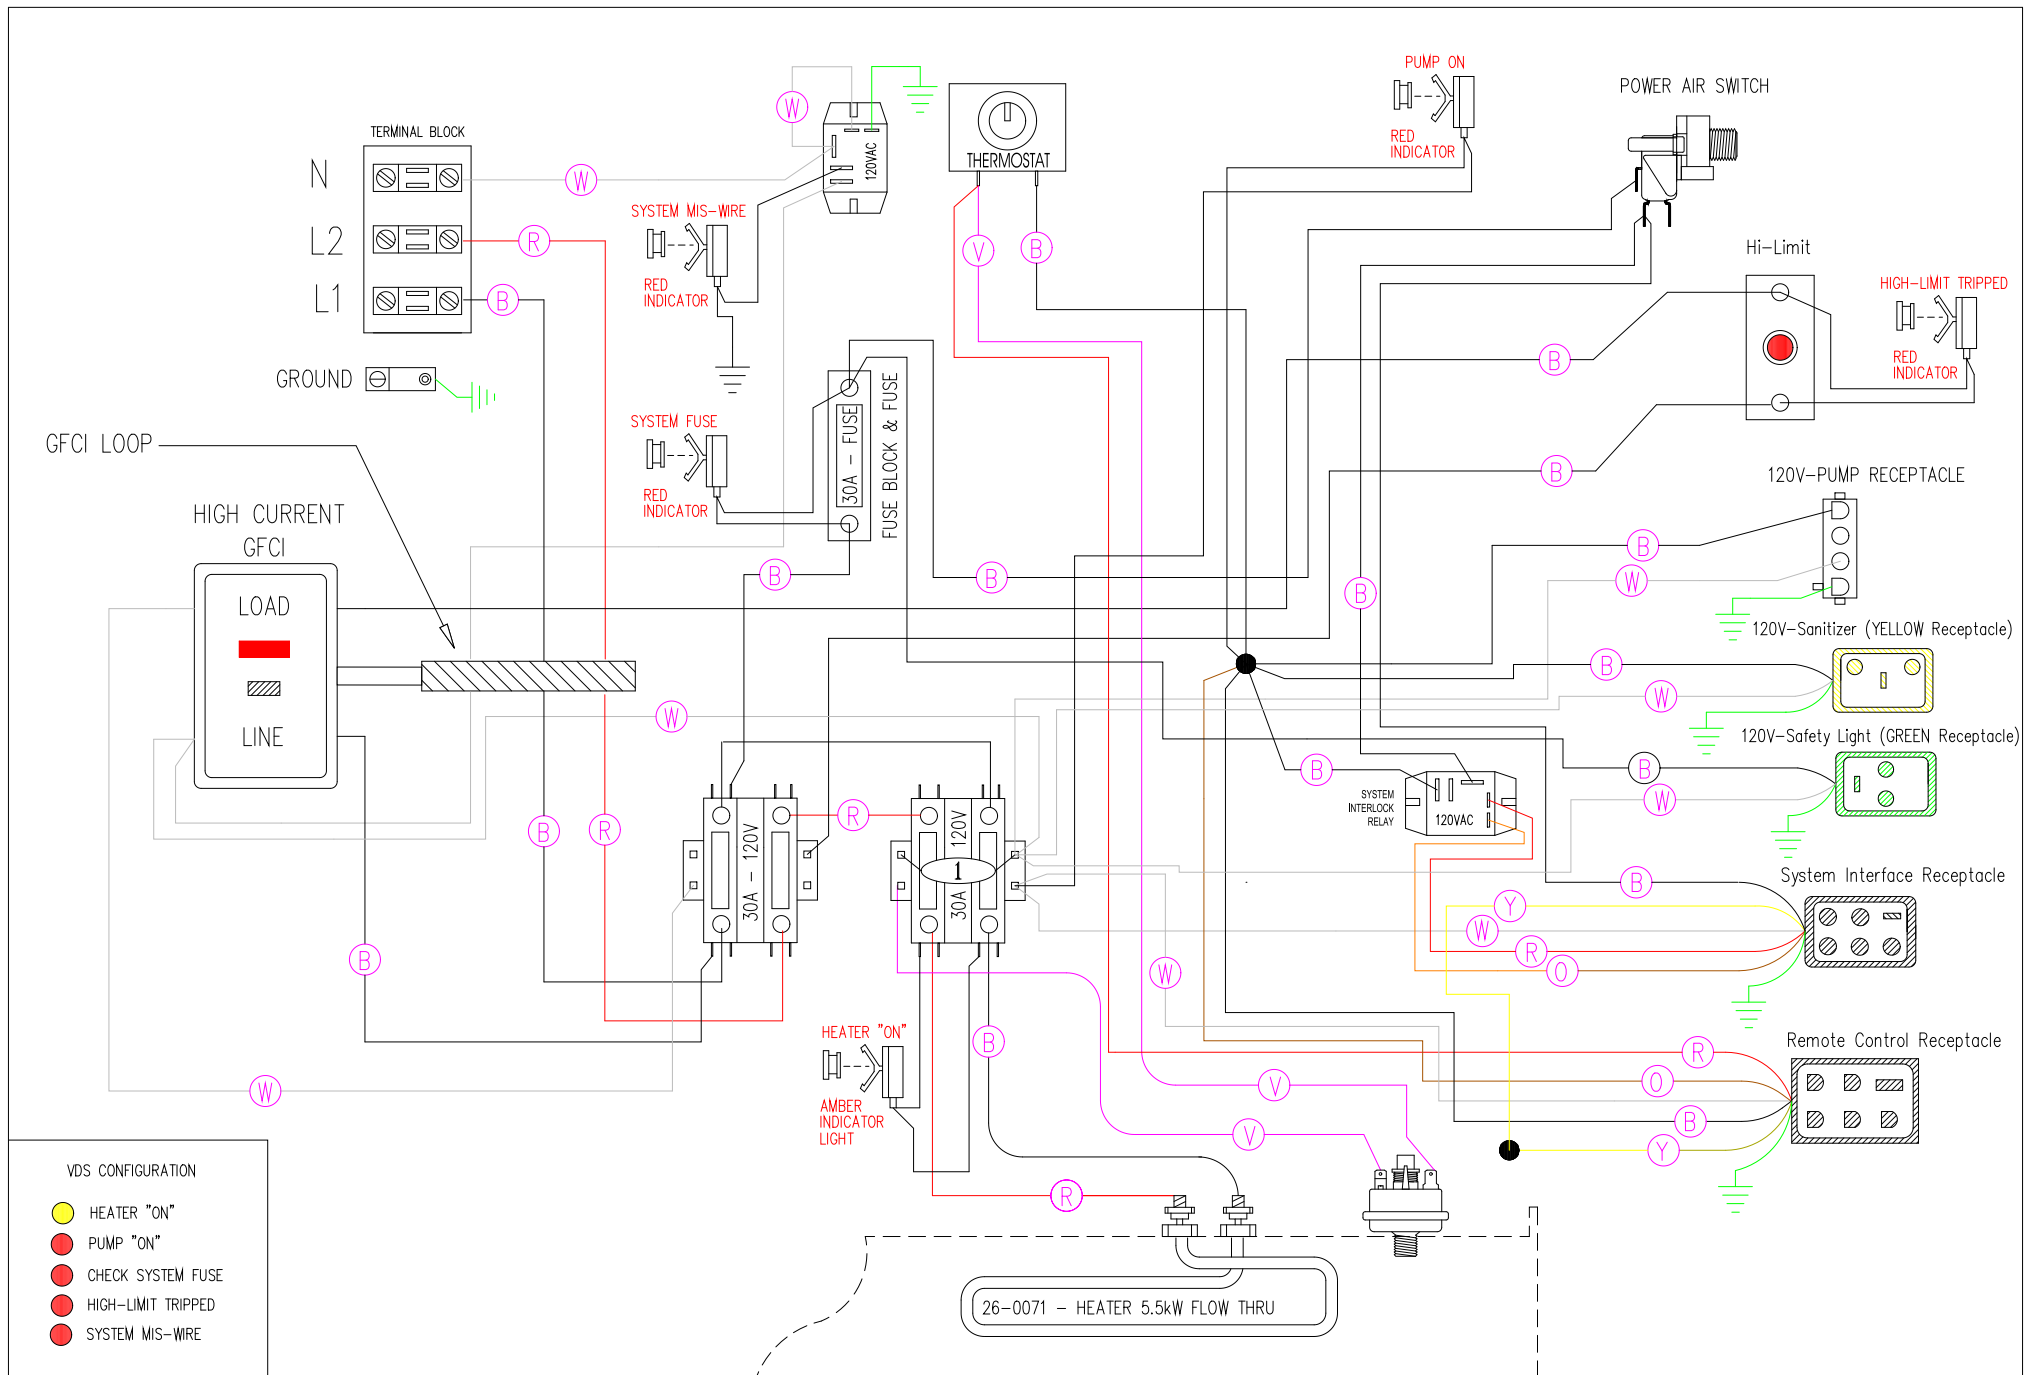 PUMP ON
POWER AIR SWITCH
TERMINAL BLOCK
W
RED
INDICATOR
120VAC
THERMOSTAT
N
W
SYSTEM MIS-WIRE
L2
R
V
B
Hi-Limit
RED
INDICATOR
L1
B
HIGH-LIMIT TRIPPED
B
RED
INDICATOR
GROUND
SYSTEM FUSE
30A - FUSE
FUSE BLOCK & FUSE
GFCI LOOP
B
120V-PUMP RECEPTACLE
RED
INDICATOR
HIGH CURRENT
GFCI
B
B
B
W
B
LOAD
120V-Sanitizer (YELLOW Receptacle)
B
W
W
LINE
120V-Safety Light (GREEN Receptacle)
B
B
W
SYSTEM
INTERLOCK
RELAY
120VAC
R
B
R
30A - 120V
30A 120V
1
System Interface Receptacle
B
Y
W
R
O
B
W
HEATER "ON"
B
Remote Control Receptacle
R
O
V
W
AMBER
INDICATOR
LIGHT
B
V
Y
R
VDS CONFIGURATION
HEATER "ON"
PUMP "ON"
CHECK SYSTEM FUSE
HIGH-LIMIT TRIPPED
SYSTEM MIS-WIRE
26-0071 - HEATER 5.5kW FLOW THRU